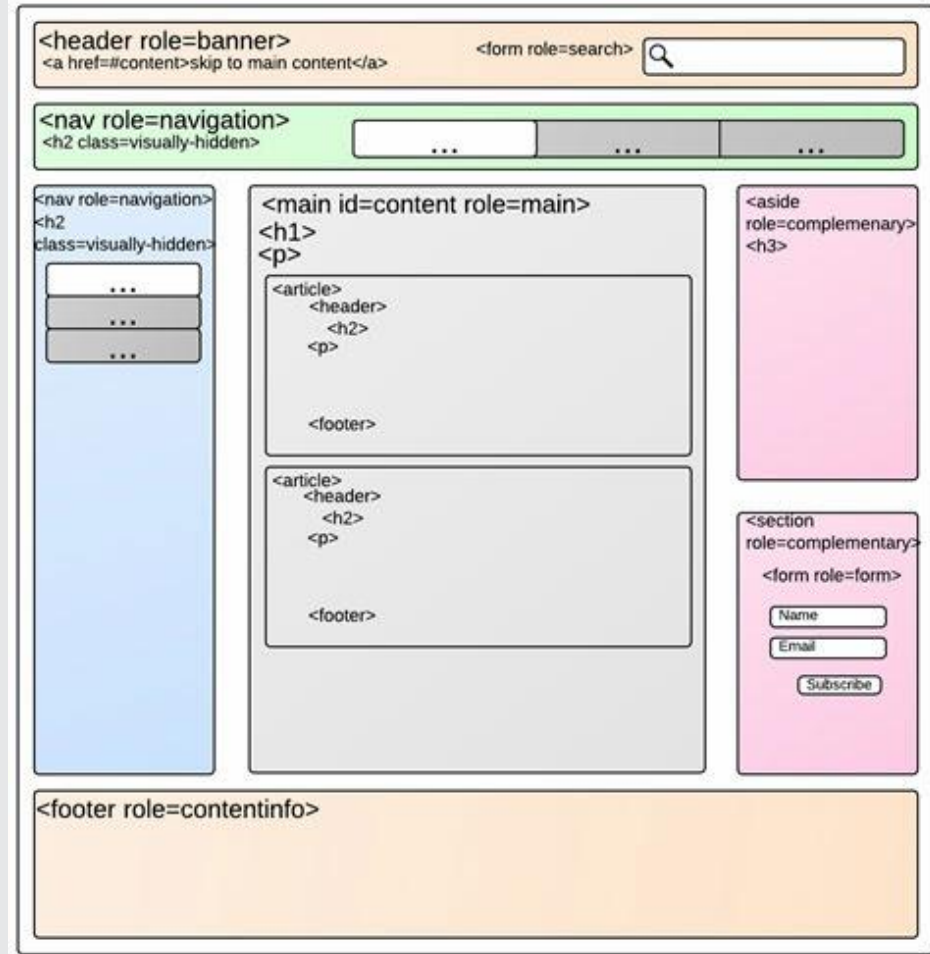 <header role=banner>
<a href=#content>skip to main content</a>
<form role=search>
<nav role=navigation>
<h2 class=visually-hidden>
...
...
...
<nav role=navigation>
<h2
class=visually-hidden>
...
...
...
<main id=content role=main>
<h1>
<p>
<article>
<header>
<h2>
<p>
<footer>
<article>
<header>
<h2>
<p>
<footer>
<aside
role=complemenary>
<h3>
<section
role=complementary>
<form role=form>
Name
Email
Subscribe
<footer role=contentinfo>